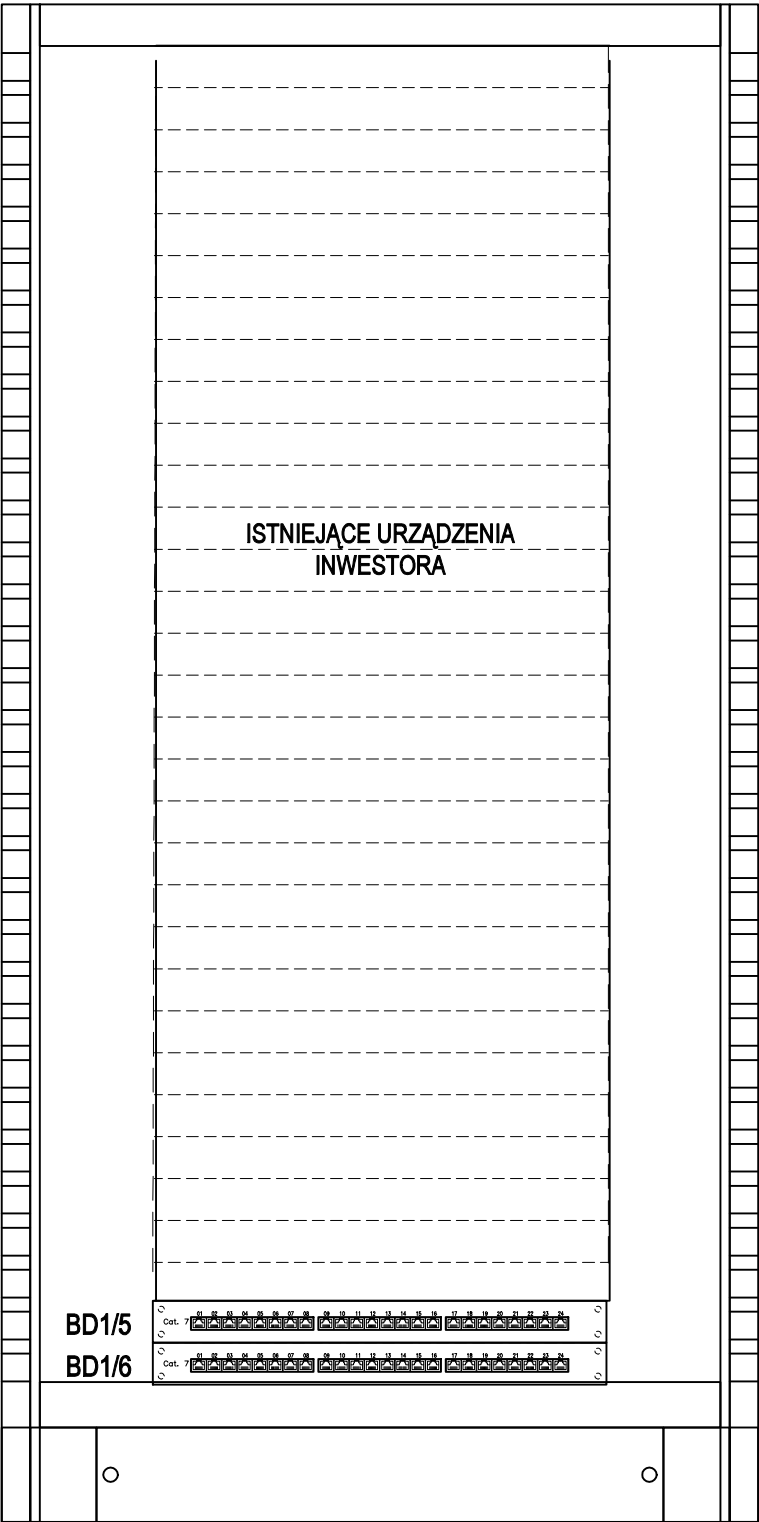 ISTNIEJĄCE URZĄDZENIA
INWESTORA
BD1/5
Cat. 7
01 02 03 04 05 06 07 08 09 10 11 12 13 14 15 16 17 18 19 20 21 22 23 24
BD1/6
Cat. 7
01 02 03 04 05 06 07 08 09 10 11 12 13 14 15 16 17 18 19 20 21 22 23 24